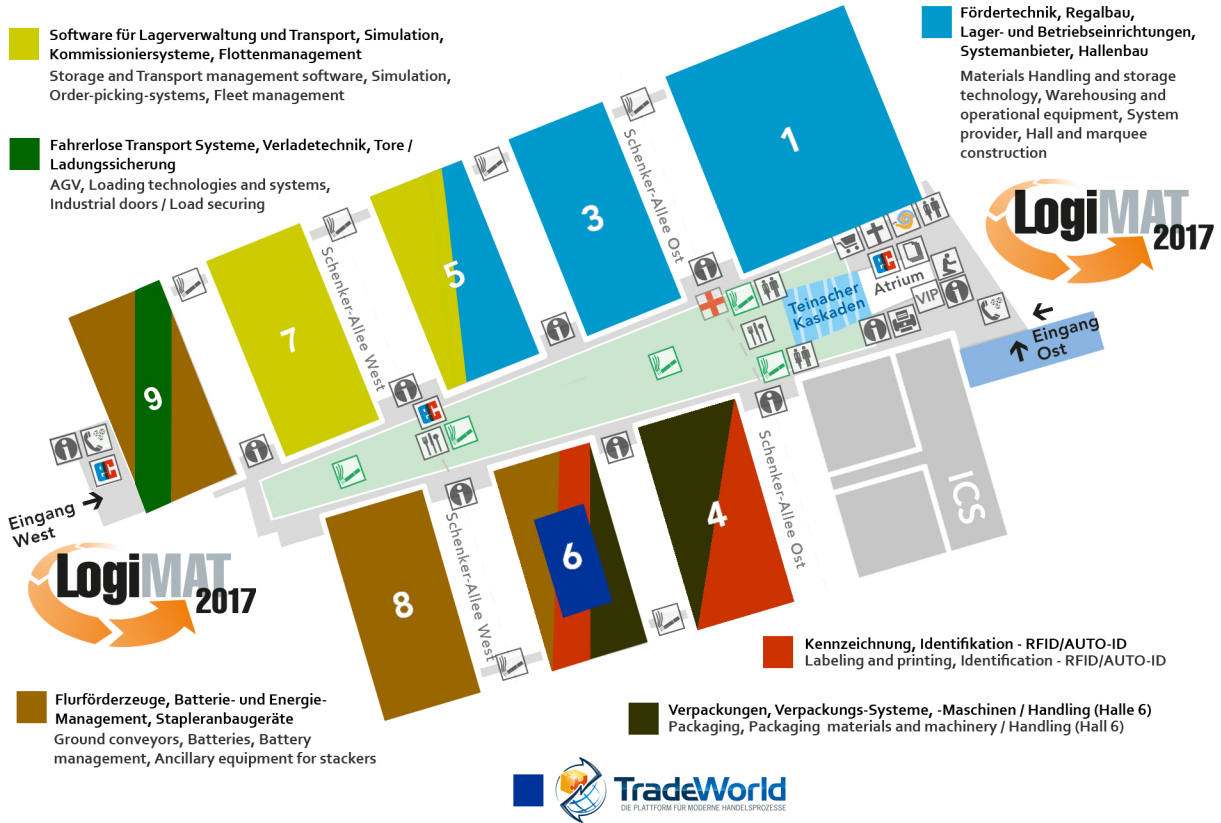 Software für Lagerverwaltung und Transport, Simulation,
Kommissioniersysteme, Flottenmanagement
Storage and Transport management software, Simulation,
Order-picking-systems, Fleet management
Fahrerlose Transport Systeme, Verladetechnik, Tore /
Ladungssicherung
AGV, Loading technologies and systems,
Industrial doors / Load securing
Fördertechnik, Regalbau,
Lager- und Betriebseinrichtungen,
Systemanbieter, Hallenbau
Materials Handling and storage
technology, Warehousing and
operational equipment, System
provider, Hall and marquee
construction
LogiMAT
2017
1
3
5
7
9
Schenker-Allee Ost
Schenker-Allee West
Teinacher
Kaskaden
Atrium
VIP
EC
Eingang
Ost
EC
EC
Eingang
West
LogiMAT
2017
8
6
4
Schenker-Allee West
Schenker-Allee Ost
ICS
Kennzeichnung, Identifikation - RFID/AUTO-ID
Labeling and printing, Identification - RFID/AUTO-ID
Flurförderzeuge, Batterie- und Energie-
Management, Stapleranbaugeräte
Ground conveyors, Batteries, Battery
management, Ancillary equipment for stackers
Verpackungen, Verpackungs-Systeme, -Maschinen / Handling (Halle 6)
Packaging, Packaging materials and machinery / Handling (Hall 6)
TradeWorld
DIE PLATTFORM FÜR MODERNE HANDELSPROZESSE